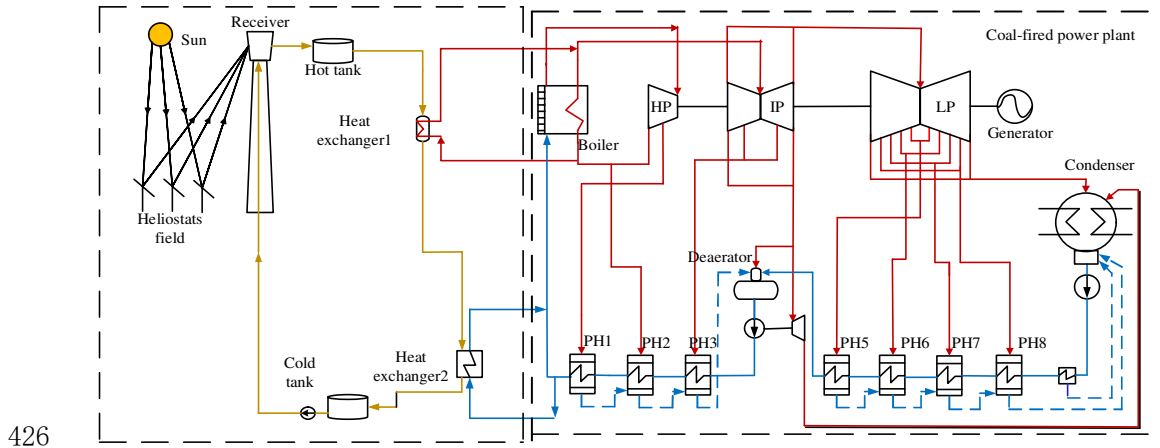 Receiver
Sun
Hot tank
Heat
exchanger1
Heliostats
field
Cold
tank
Heat
exchanger2
Coal-fired power plant
HP
IP
LP
Boiler
Generator
Condenser
Deaerator
PH1
PH2
PH3
PH5
PH6
PH7
PH8
426